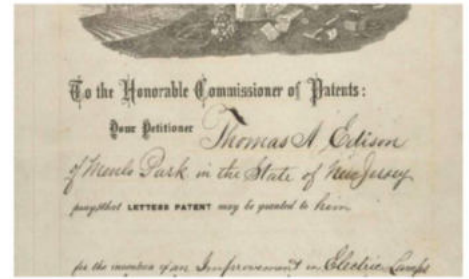 To the Honorable Commissioner of Patents:
Your Petitioner Thomas A. Edison
of Menlo Park in the State of New Jersey
prays that LETTERS PATENT may be granted to him
for the invention of an Improvement in Electric Lamps